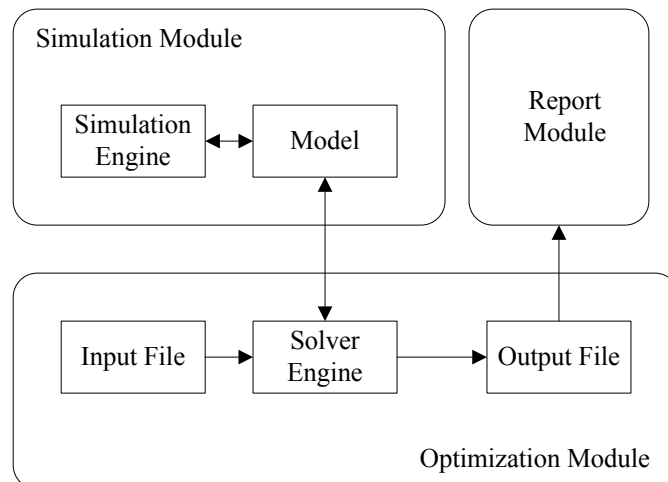 Simulation Module
Report
Module
Simulation
Engine
Model
Input File
Solver
Engine
Output File
Optimization Module